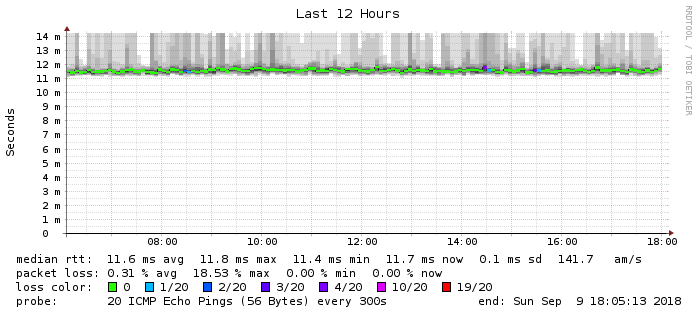 Last 12 Hours
RRDTOOL / TOBI OETIKER
Seconds
14 m
13 m
12 m
11 m
10 m
9 m
8 m
7 m
6 m
5 m
4 m
3 m
2 m
1 m
0
08:00 10:00 12:00 14:00 16:00 18:00
median rtt: 11.6 ms avg 11.8 ms max 11.4 ms min 11.7 ms now 0.1 ms sd 141.7 am/s
packet loss: 0.31 % avg 18.53 % max 0.00 % min 0.00 % now
loss color: 0 1/20 2/20 3/20 4/20 10/20 19/20
probe: 20 ICMP Echo Pings (56 Bytes) every 300s end: Sun Sep 9 18:05:13 2018